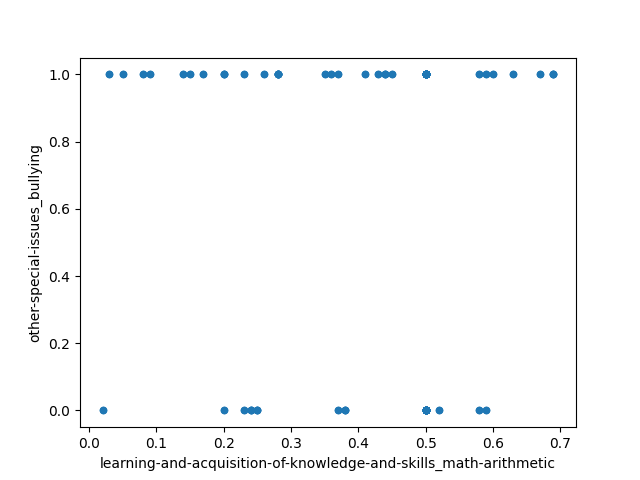 1.0
0.8
0.6
0.4
0.2
0.0
other-special-issues_bullying
0.0 0.1 0.2 0.3 0.4 0.5 0.6 0.7
learning-and-acquisition-of-knowledge-and-skills_math-arithmetic